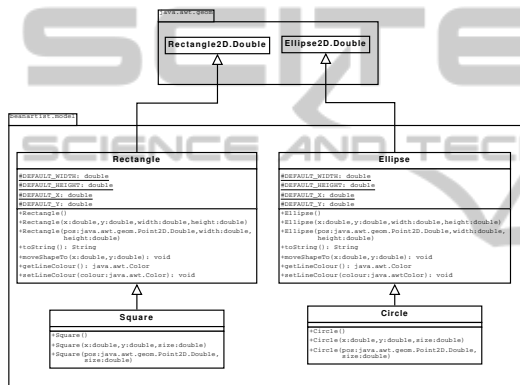 java.awt.geom
Rectangle2D.Double
Ellipse2D.Double
SCITE
beanartist.model
SCIENCE AND TECH
Rectangle
#DEFAULT_WIDTH: double
#DEFAULT_HEIGHT: double
#DEFAULT_X: double
#DEFAULT_Y: double
+Rectangle()
+Rectangle(x:double,y:double,width:double,height:double)
+Rectangle(pos:java.awt.geom.Point2D.Double,width:double,
height:double)
+toString(): String
+moveShapeTo(x:double,y:double): void
+getLineColour(): java.awt.Color
+setLineColour(colour:java.awt.Color): void
Ellipse
#DEFAULT_WIDTH: double
#DEFAULT_HEIGHT: double
#DEFAULT_X: double
#DEFAULT_Y: double
+Ellipse()
+Ellipse(x:double,y:double,width:double,height:double)
+Ellipse(pos:java.awt.geom.Point2D.Double,width:double,
height:double)
+toString(): String
+moveShapeTo(x:double,y:double): void
+getLineColour(): java.awt.Color
+setLineColour(colour:java.awtColor): void
Square
+Square()
+Square(x:double,y:double,size:double)
+Square(pos:java.awt.geom.Point2D.Double,
size:double)
Circle
+Circle()
+Circle(x:double,y:double,size:double)
+Circle(pos:java.awt.geom.Point2D.Double,
size:double)